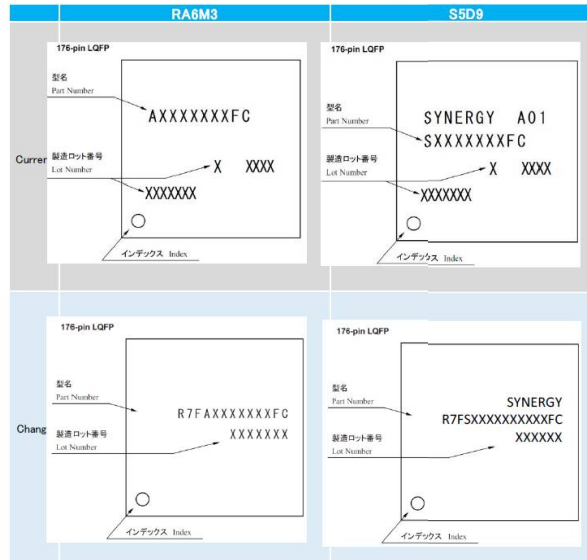 RA6M3
S5D9
Curren
176-pin LQFP
型名
Part Number
AXXXXXXXFC
製造ロット番号
Lot Number
X XXXX
XXXXXXX
インデックス Index
176-pin LQFP
型名
Part Number
SYNERGY A01
SXXXXXXXFC
製造ロット番号
Lot Number
X XXXX
XXXXXXX
インデックス Index
Chang
176-pin LQFP
型名
Part Number
R7FAXXXXXXXFC
製造ロット番号
Lot Number
XXXXXXX
インデックス Index
176-pin LQFP
型名
Part Number
SYNERGY
R7FSXXXXXXXXXXFC
製造ロット番号
Lot Number
XXXXXX
インデックス Index